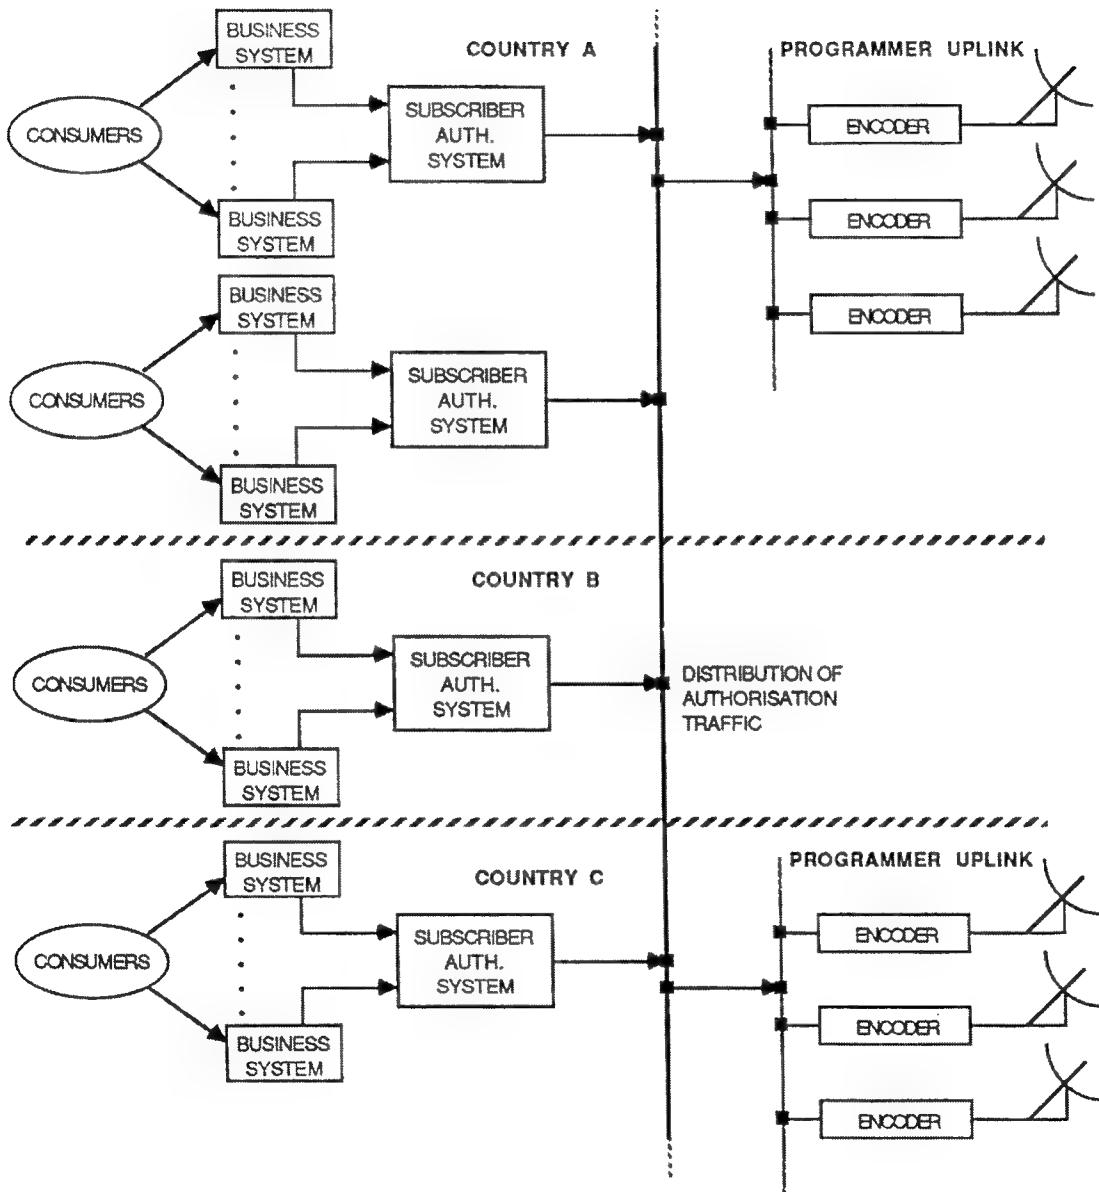 BUSINESS
SYSTEM
COUNTRY A
PROGRAMMER UPLINK
CONSUMERS
SUBSCRIBER
AUTH.
SYSTEM
ENCODER
BUSINESS
SYSTEM
ENCODER
BUSINESS
SYSTEM
ENCODER
CONSUMERS
SUBSCRIBER
AUTH.
SYSTEM
BUSINESS
SYSTEM
BUSINESS
SYSTEM
COUNTRY B
CONSUMERS
SUBSCRIBER
AUTH.
SYSTEM
DISTRIBUTION OF
AUTHORISATION
TRAFFIC
BUSINESS
SYSTEM
BUSINESS
SYSTEM
COUNTRY C
PROGRAMMER UPLINK
CONSUMERS
SUBSCRIBER
AUTH.
SYSTEM
ENCODER
BUSINESS
SYSTEM
ENCODER
ENCODER